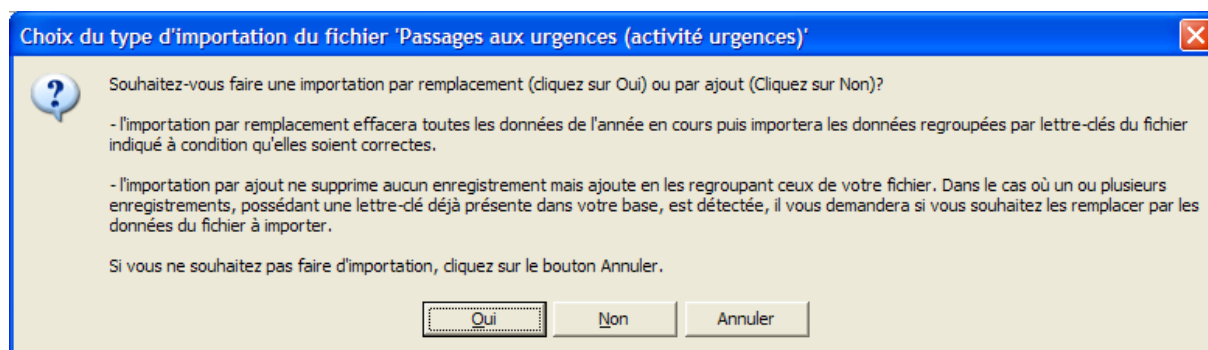 Choix du type d'importation du fichier 'Passages aux urgences (activité urgences)'
Souhaitez-vous faire une importation par remplacement (cliquez sur Oui) ou par ajout (Cliquez sur Non)?
- l'importation par remplacement effacera toutes les données de l'année en cours puis importera les données regroupées par lettre-clés du fichier
indiqué à condition qu'elles soient correctes.
- l'importation par ajout ne supprime aucun enregistrement mais ajoute en les regroupant ceux de votre fichier. Dans le cas où un ou plusieurs
enregistrements, possédant une lettre-clé déjà présente dans votre base, est détectée, il vous demandera si vous souhaitez les remplacer par les
données du fichier à importer.
Si vous ne souhaitez pas faire d'importation, cliquez sur le bouton Annuler.
Oui Non Annuler